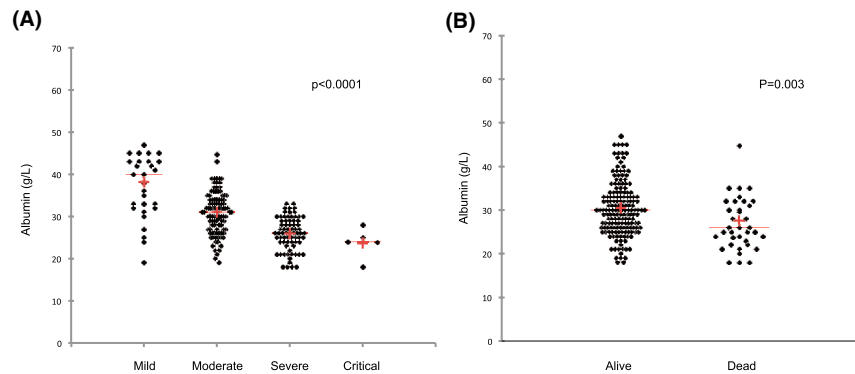 (A)
70
60
50
40
30
20
10
0
Albumin (g/L)
p<0.0001
Mild Moderate Severe Critical
(B)
70
60
50
40
30
20
10
0
Albumin (g/L)
P=0.003
Alive Dead